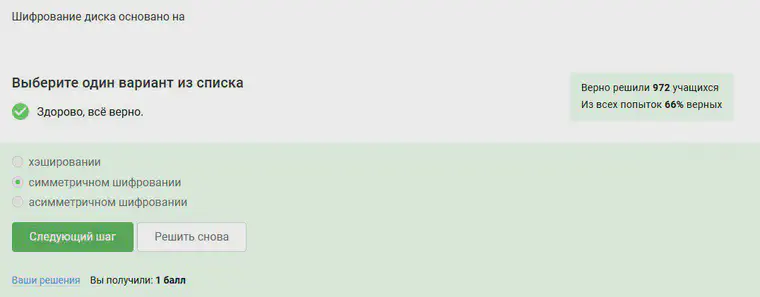 Шифрование диска основано на
Выберите один вариант из списка
Здорово, всё верно.
Верно решили 972 учащихся
Из всех попыток 66% верных
хэшировании
симметричном шифровании
асимметричном шифровании
Следующий шаг
Решить снова
Ваши решения
Вы получили: 1 балл